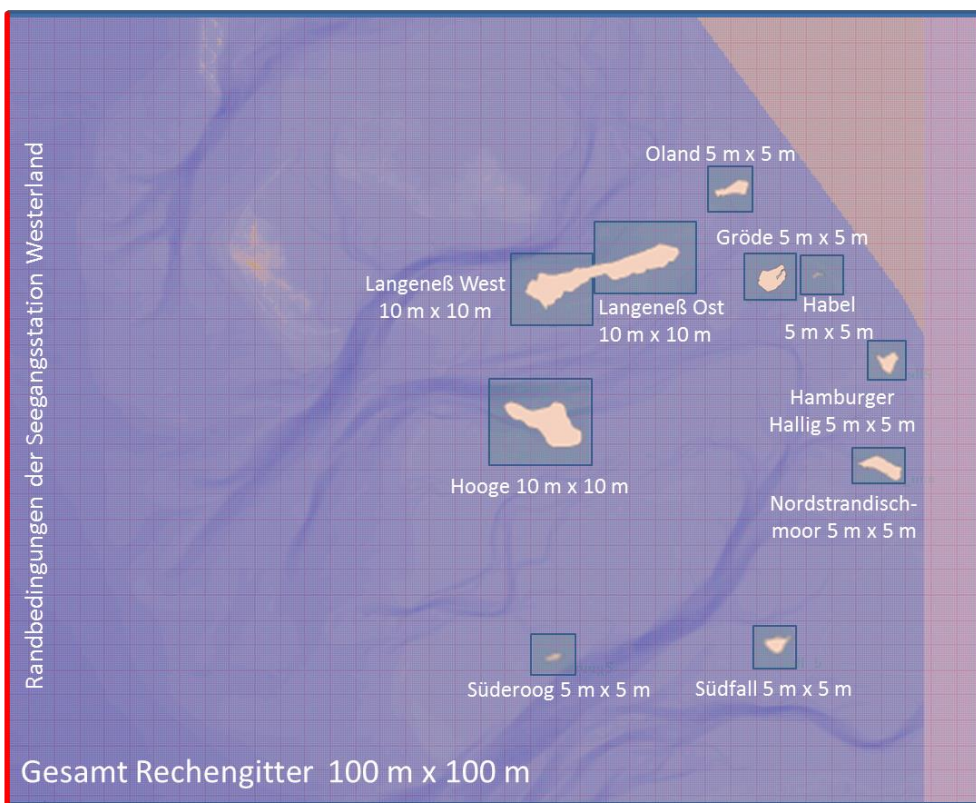 Randbedingungen der Seegangsstation Westerland
Oland 5 m x 5 m
Gröde 5 m x 5 m
Langeneß West
10 m x 10 m
Langeneß Ost
10 m x 10 m
Habel
5 m x 5 m
Hamburger
Hallig 5 m x 5 m
Hooge 10 m x 10 m
Nordstrandisch-
moor 5 m x 5 m
Süderoog 5 m x 5 m
Südfall 5 m x 5 m
Gesamt Rechengitter 100 m x 100 m